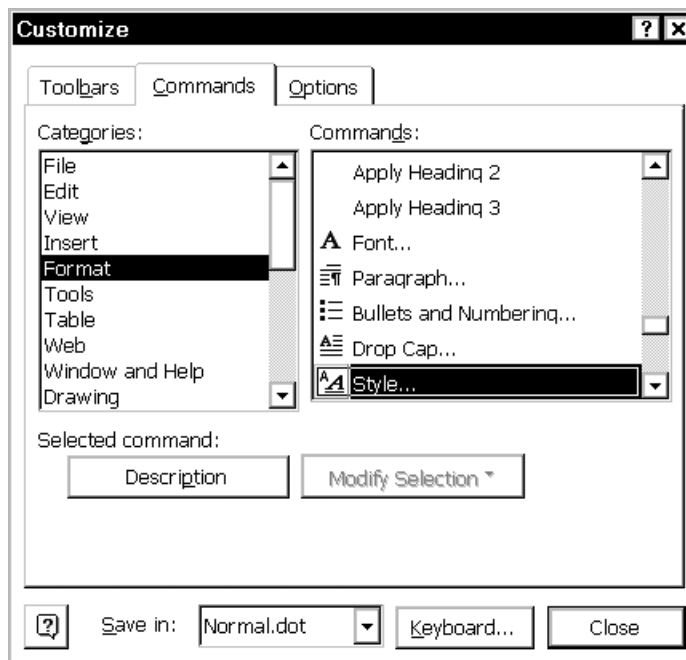 Customize
Toolbars Commands Options
Categories:
File
Edit
View
Insert
Format
Tools
Table
Web
Window and Help
Drawing
Commands:
Apply Heading 2
Apply Heading 3
Font...
Paragraph...
Bullets and Numbering...
Drop Cap...
Style...
Selected command:
Description Modify Selection
Save in: Normal.dot Keyboard... Close